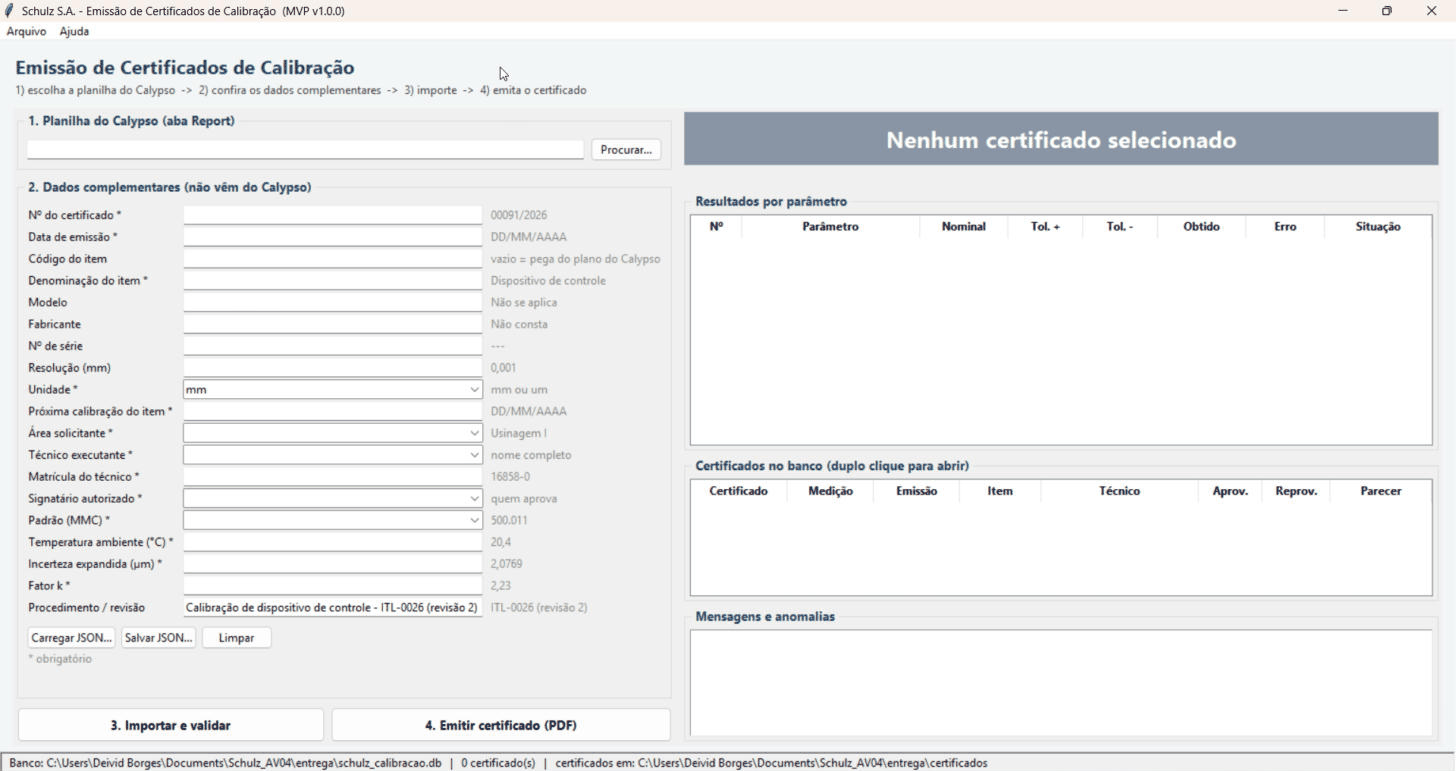 Schulz S.A. - Emissão de Certificados de Calibração (MVP v1.0.0)
Arquivo Ajuda
Emissão de Certificados de Calibração
1) escolha a planilha do Calypso -> 2) confira os dados complementares -> 3) importe -> 4) emita o certificado
1. Planilha do Calypso (aba Report)
Procurar...
2. Dados complementares (não vêm do Calypso)
Nº do certificado * 00091/2026
Data de emissão * DD/MM/AAAA
Código do item vazio = pega do plano do Calypso
Denominação do item * Dispositivo de controle
Modelo Não se aplica
Fabricante Não consta
Nº de série ---
Resolução (mm) 0,001
Unidade * mm mm ou um
Próxima calibração do item * DD/MM/AAAA
Área solicitante * Usinagem I
Técnico executante * nome completo
Matrícula do técnico * 16858-0
Signatário autorizado * quem aprova
Padrão (MMC) * 500.011
Temperatura ambiente (°C) * 20,4
Incerteza expandida (µm) * 2,0769
Fator k * 2,23
Procedimento / revisão Calibração de dispositivo de controle - ITL-0026 (revisão 2) ITL-0026 (revisão 2)
Carregar JSON... Salvar JSON... Limpar
* obrigatório
3. Importar e validar 4. Emitir certificado (PDF)
Nenhum certificado selecionado
Resultados por parâmetro
Nº Parâmetro Nominal Tol. + Tol. - Obtido Erro Situação
Certificados no banco (duplo clique para abrir)
Certificado Medição Emissão Item Técnico Aprov. Reprov. Parecer
Mensagens e anomalias
Banco: C:\Users\Deivid Borges\Documents\Schulz_AV04\entrega\schulz_calibracao.db | 0 certificado(s) | certificados em: C:\Users\Deivid Borges\Documents\Schulz_AV04\entrega\certificados